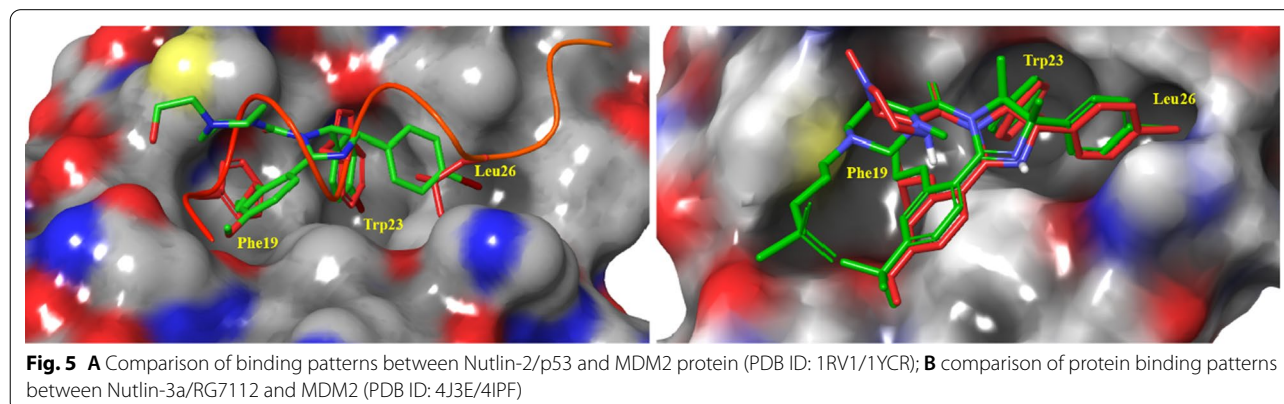 Trp23
Leu26
Phe19
Leu26
Trp23
Phe19
Fig. 5 A Comparison of binding patterns between Nutlin-2/p53 and MDM2 protein (PDB ID: 1RV1/1YCR); B comparison of protein binding patterns
between Nutlin-3a/RG7112 and MDM2 (PDB ID: 4J3E/4IPF)